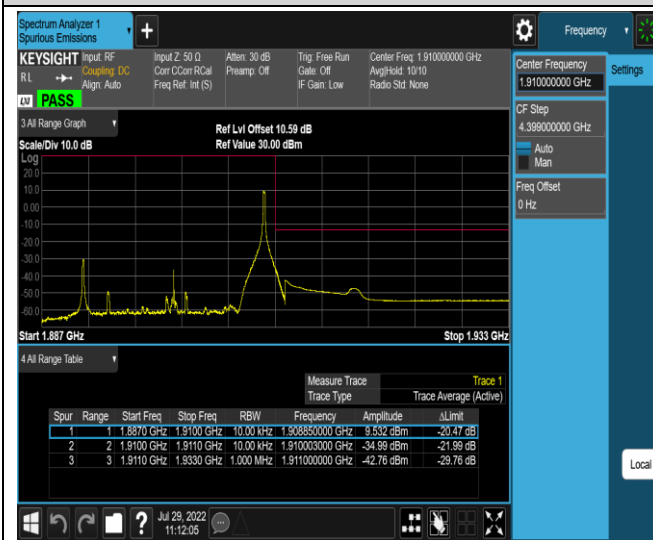 Spectrum Analyzer 1
Spurious Emissions
Frequency
KEYSIGHT
Input: RF
Coupling: DC
Align: Auto
Input Z: 50 Ω
Corr CCorr RCal
Freq Ref: Int (S)
Atten: 30 dB
Preamp: Off
Trig: Free Run
Gate: Off
IF Gain: Low
Center Freq: 1.910000000 GHz
Avg|Hold: 10/10
Radio Std: None
R L
LXI
PASS
Center Frequency
1.910000000 GHz
Settings
CF Step
4.399000000 GHz
Auto
Man
Freq Offset
0 Hz
3 All Range Graph
Ref Lvl Offset 10.59 dB
Scale/Div 10.0 dB
Ref Value 30.00 dBm
Log
20.0
10.0
0.00
-10.0
-20.0
-30.0
-40.0
-50.0
-60.0
Start 1.887 GHz
Stop 1.933 GHz
4 All Range Table
Measure Trace Trace 1
Trace Type Trace Average (Active)
Spur Range Start Freq Stop Freq RBW Frequency Amplitude ΔLimit
1 1 1.8870 GHz 1.9100 GHz 10.00 kHz 1.908850000 GHz 9.532 dBm -20.47 dB
2 2 1.9100 GHz 1.9110 GHz 10.00 kHz 1.910003000 GHz -34.99 dBm -21.99 dB
3 3 1.9110 GHz 1.9330 GHz 1.000 MHz 1.911000000 GHz -42.76 dBm -29.76 dB
Local
?
Jul 29, 2022
11:12:05